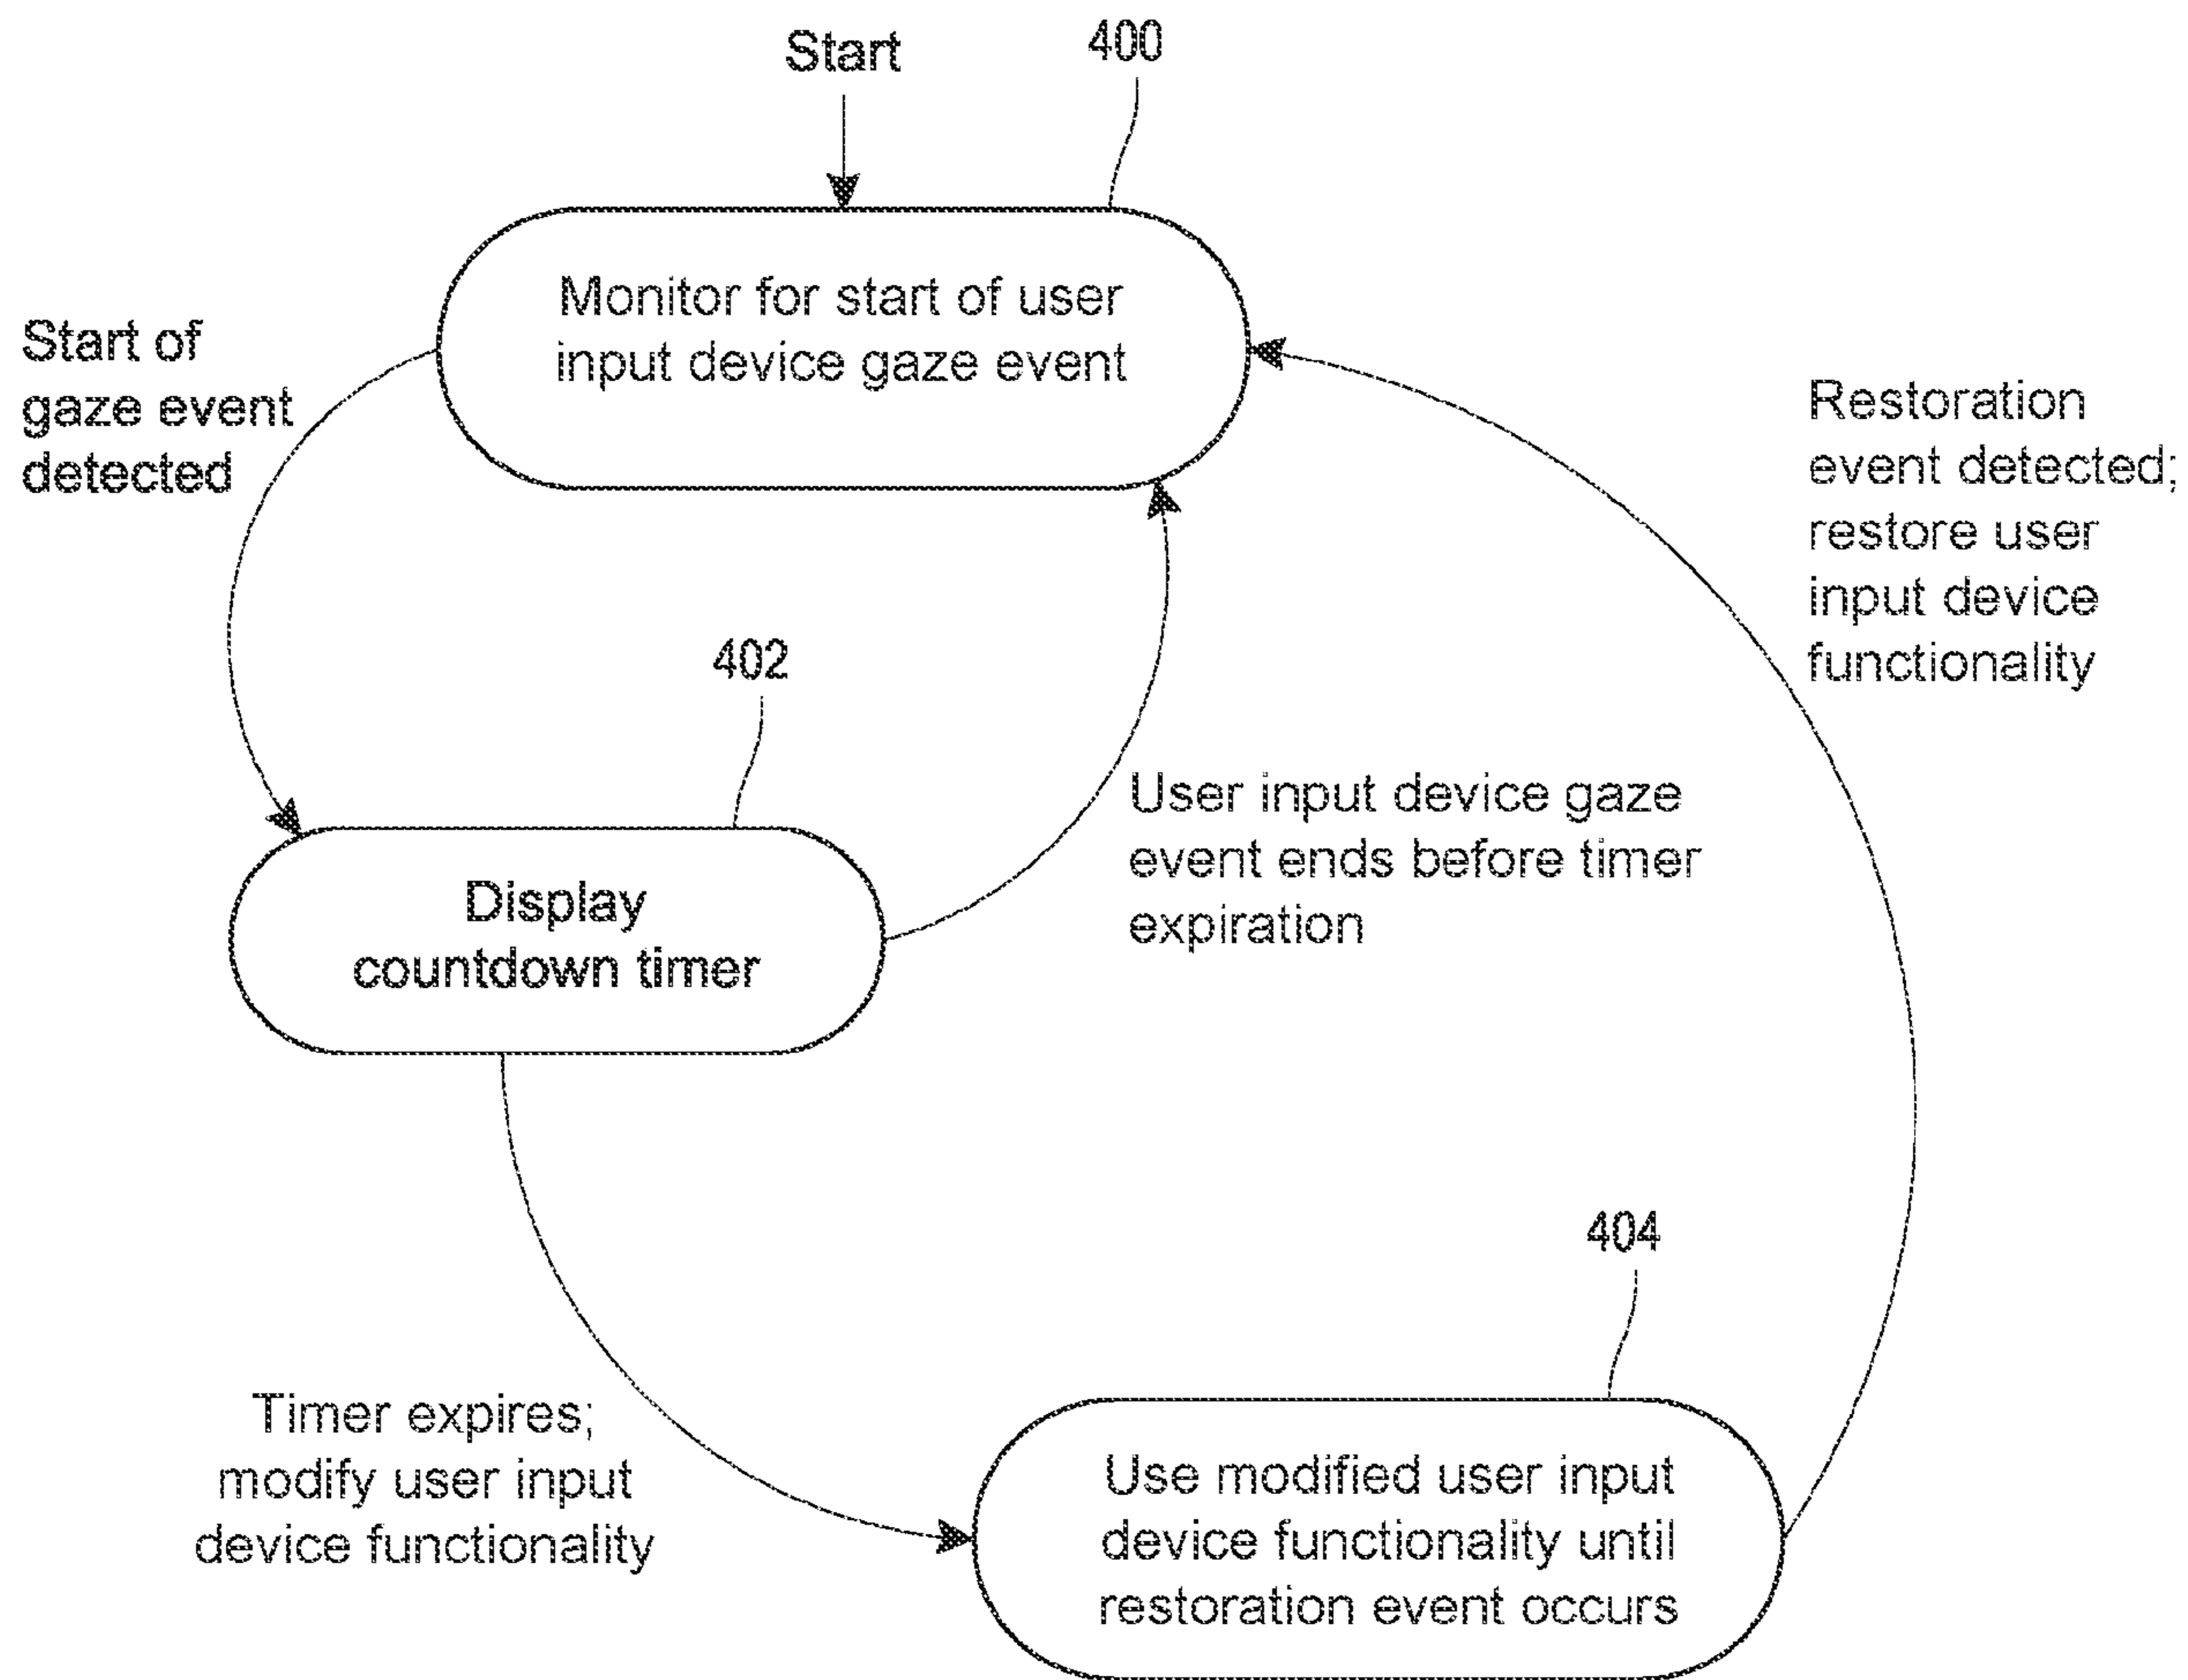 Start
400
Monitor for start of user
input device gaze event
Start of
gaze event
detected
Restoration
event detected;
restore user
input device
functionality
402
User input device gaze
event ends before timer
expiration
Display
countdown timer
404
Timer expires;
modify user input
device functionality
Use modified user input
device functionality until
restoration event occurs